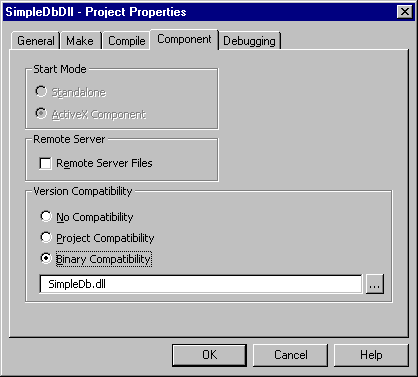 SimpleDbDll - Project Properties
General Make Compile Component Debugging
Start Mode
Standalone
ActiveX Component
Remote Server
Remote Server Files
Version Compatibility
No Compatibility
Project Compatibility
Binary Compatibility
SimpleDb.dll ...
OK Cancel Help